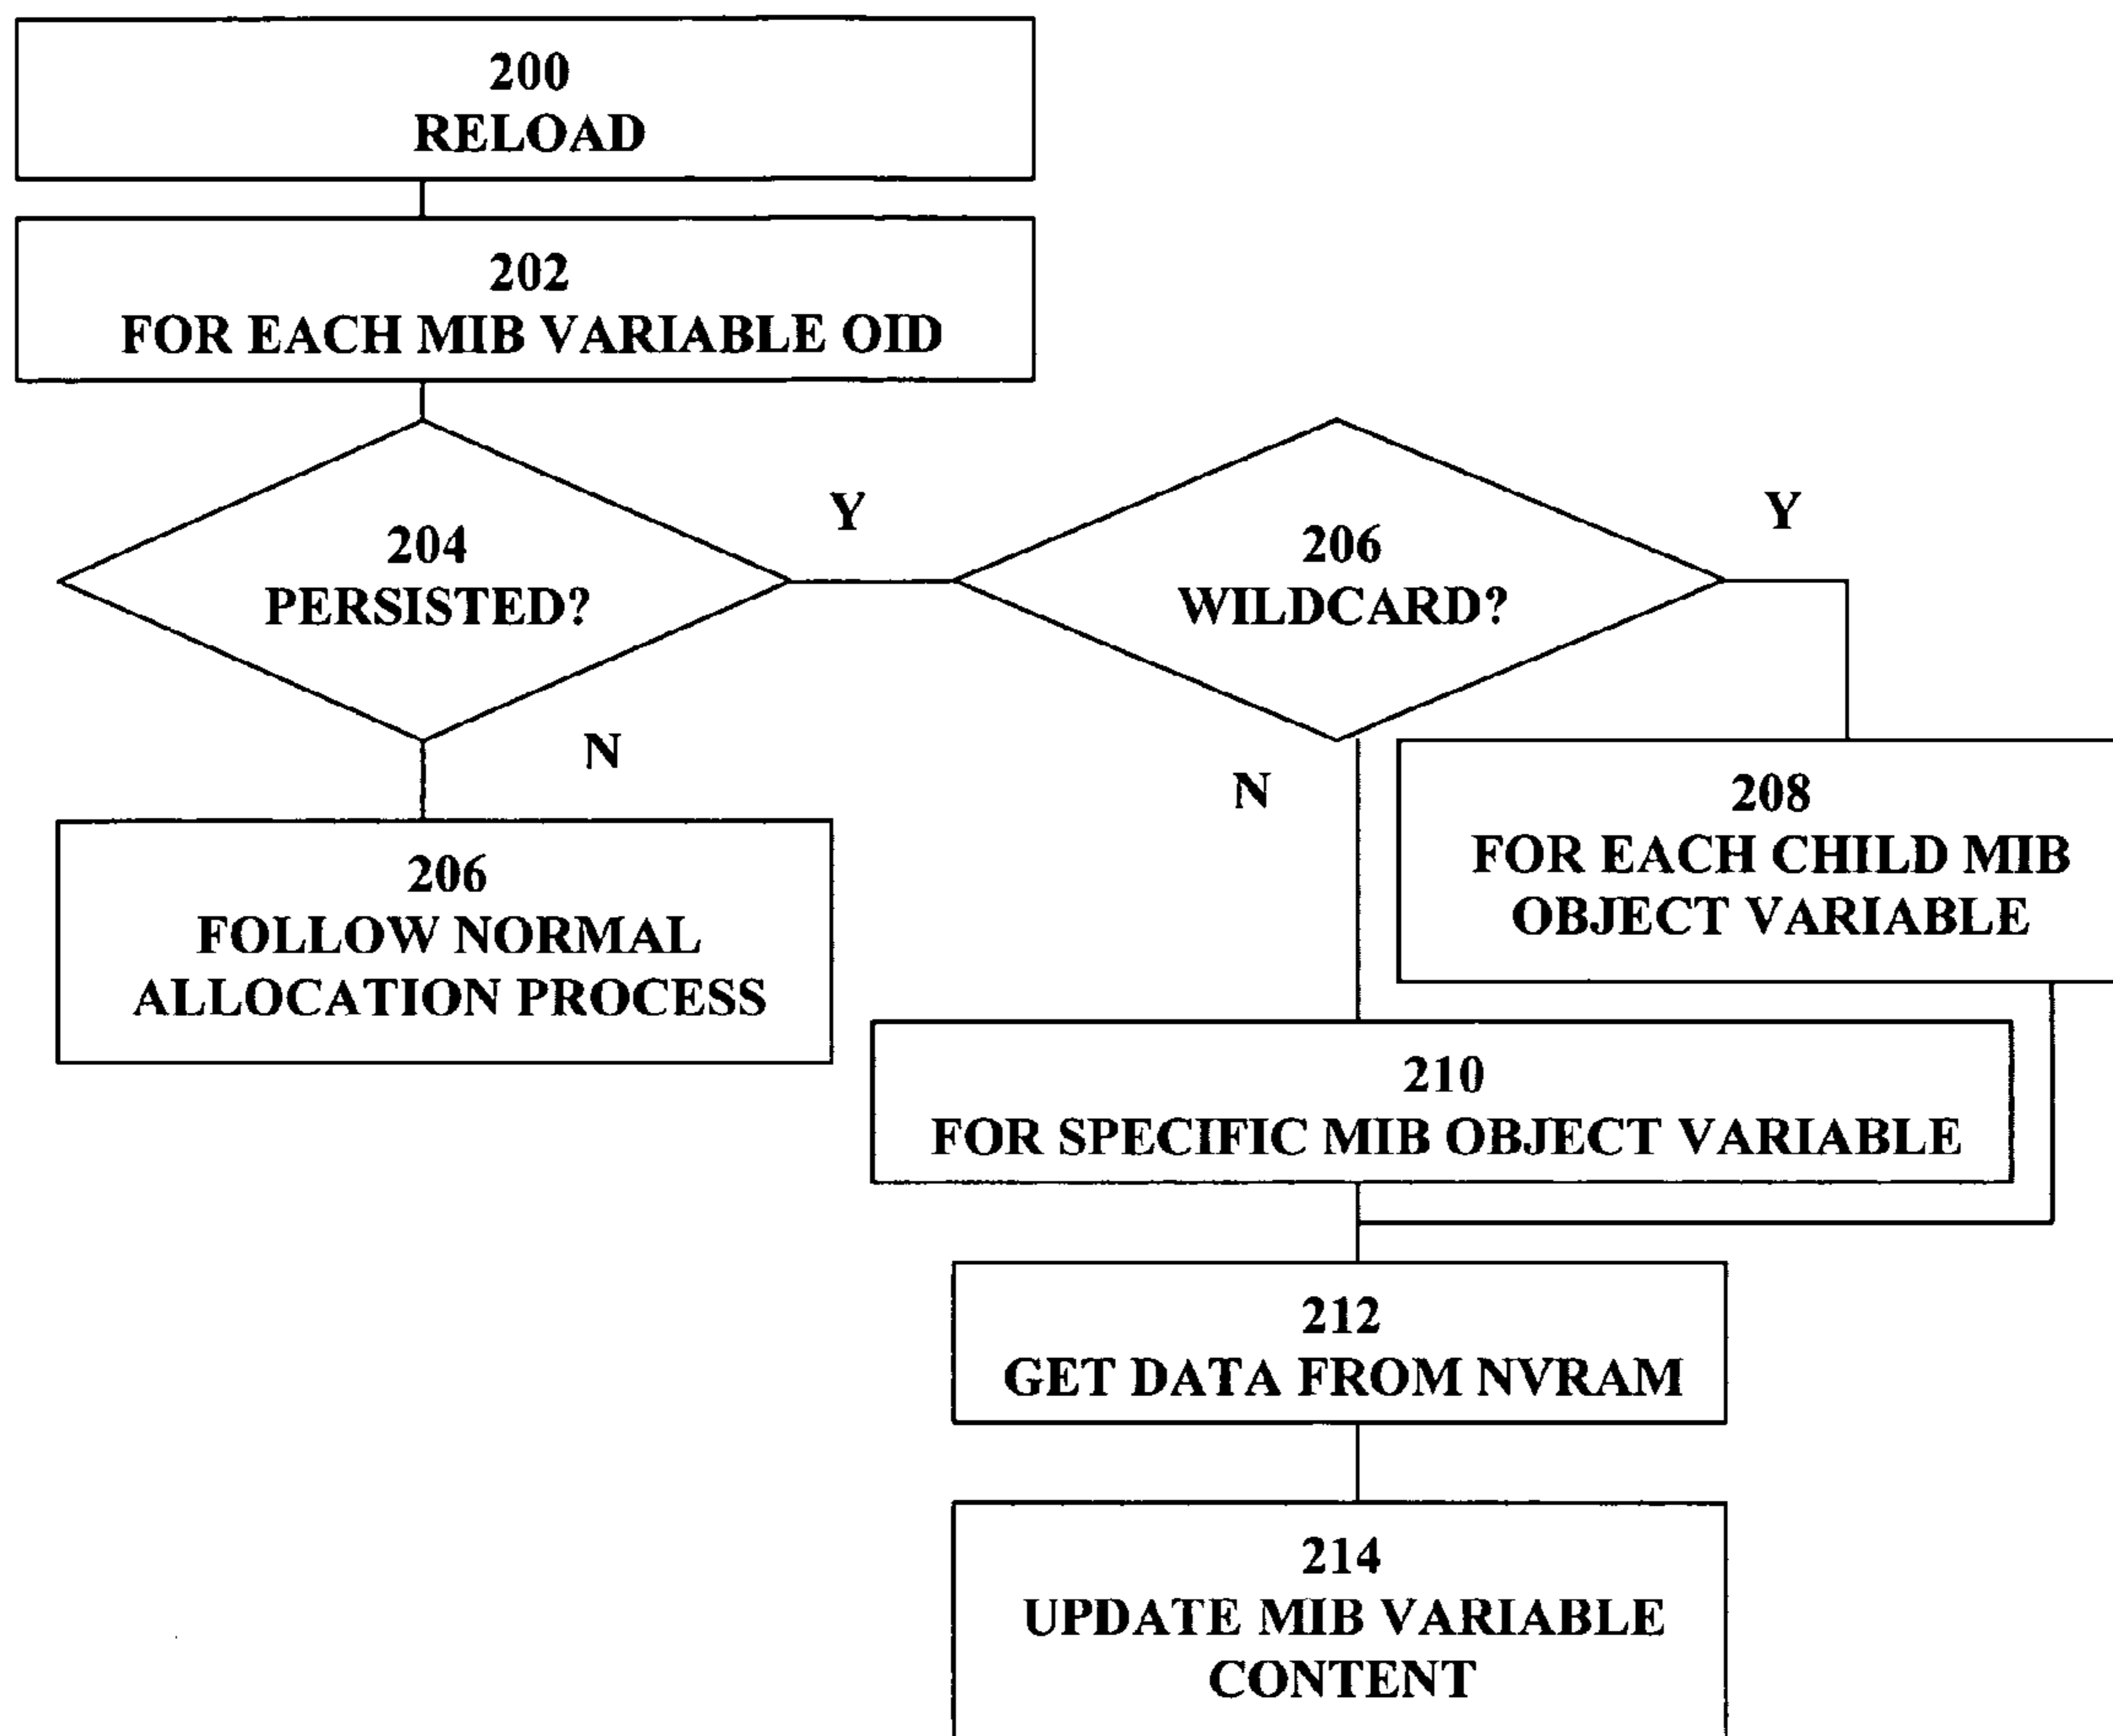 200
RELOAD
202
FOR EACH MIB VARIABLE OID
204
PERSISTED?
Y
206
WILDCARD?
Y
N
206
FOLLOW NORMAL
ALLOCATION PROCESS
N
208
FOR EACH CHILD MIB
OBJECT VARIABLE
210
FOR SPECIFIC MIB OBJECT VARIABLE
212
GET DATA FROM NVRAM
214
UPDATE MIB VARIABLE
CONTENT